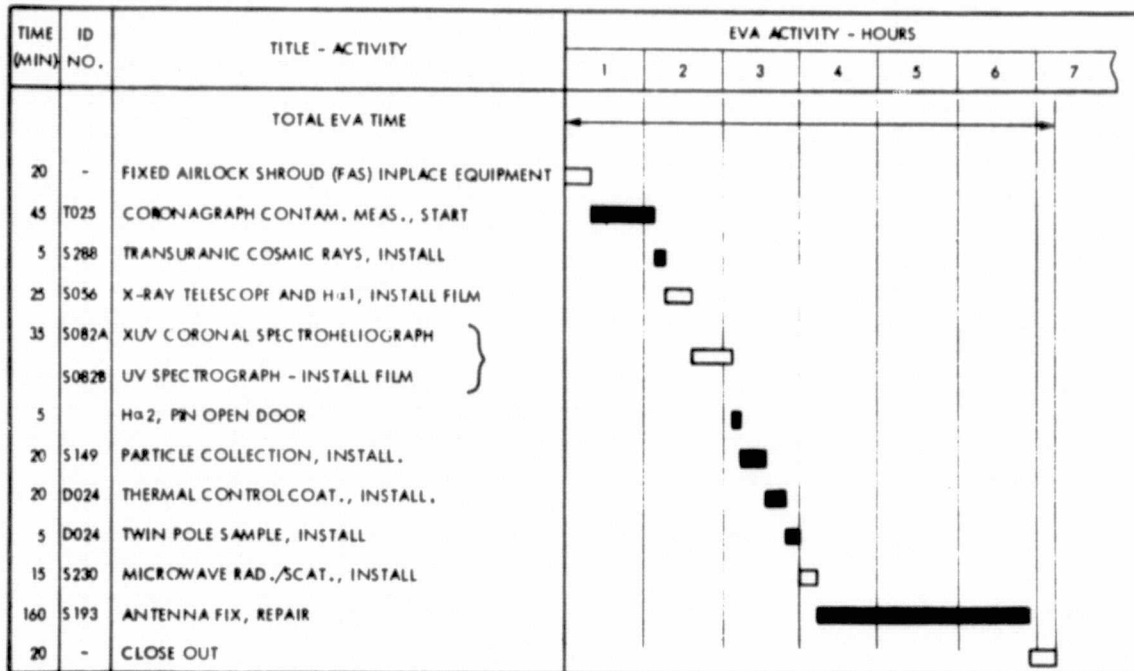 TIME (MIN) ID NO. TITLE - ACTIVITY EVA ACTIVITY - HOURS
1 2 3 4 5 6 7
TOTAL EVA TIME
20 - FIXED AIRLOCK SHROUD (FAS) INPLACE EQUIPMENT
45 T025 CORONAGRAPH CONTAM. MEAS., START
5 S288 TRANSURANIC COSMIC RAYS, INSTALL
25 S056 X-RAY TELESCOPE AND Hα1, INSTALL FILM
35 S082A XUV CORONAL SPECTROHELIOGRAPH
S082B UV SPECTROGRAPH - INSTALL FILM
5 Hα2, PIN OPEN DOOR
20 S149 PARTICLE COLLECTION, INSTALL.
20 D024 THERMAL CONTROL COAT., INSTALL.
5 D024 TWIN POLE SAMPLE, INSTALL
15 S230 MICROWAVE RAD./SCAT., INSTALL
160 S193 ANTENNA FIX, REPAIR
20 - CLOSE OUT